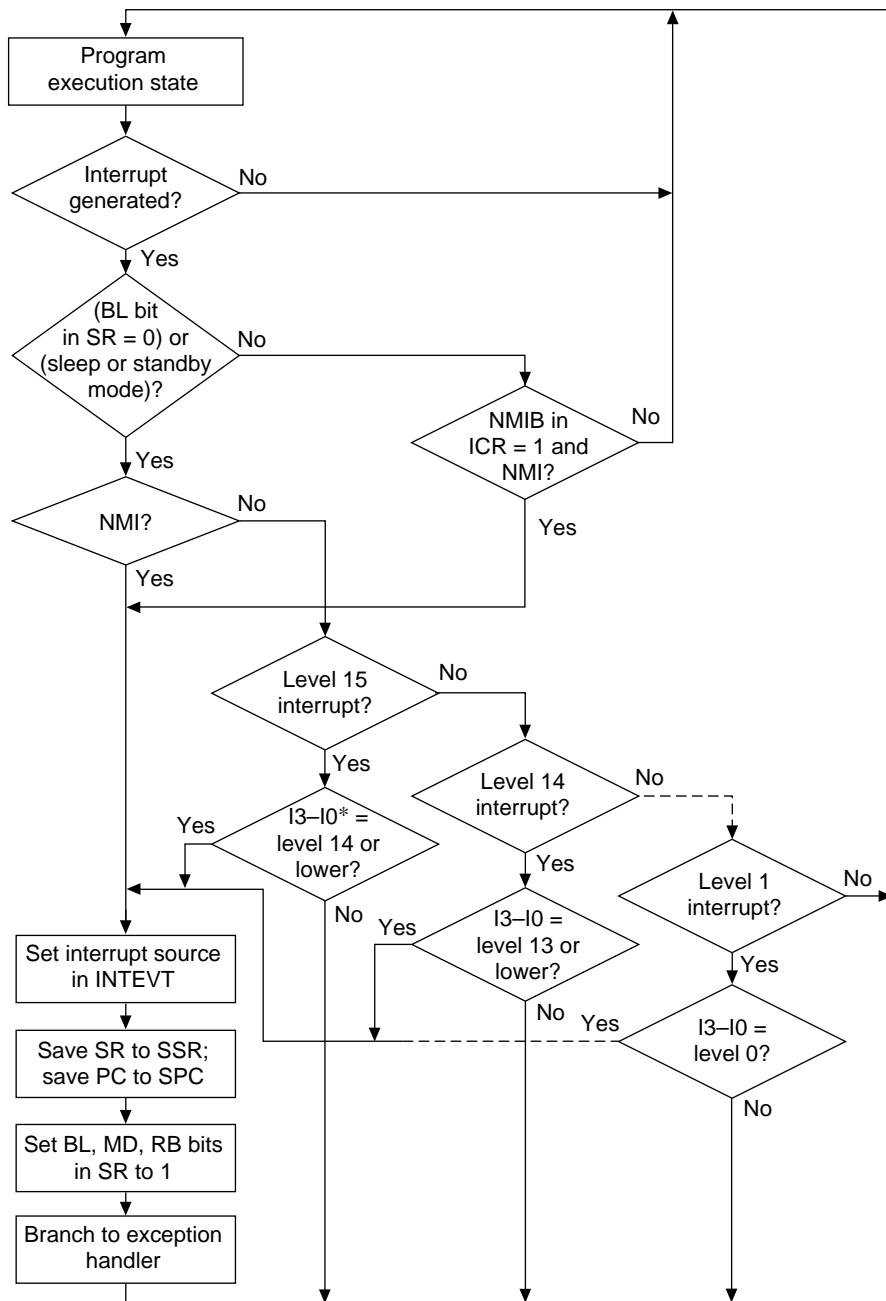 Program
execution state
Interrupt
generated?
No
Yes
(BL bit
in SR = 0) or
(sleep or standby
mode)?
No
Yes
NMIB in
ICR = 1 and
NMI?
No
Yes
NMI?
No
Yes
Level 15
interrupt?
No
Yes
Level 14
interrupt?
No
Yes
I3–I0* =
level 14 or
lower?
Yes
No
Level 1
interrupt?
No
Yes
I3–I0 =
level 13 or
lower?
Yes
No
I3–I0 =
level 0?
Yes
No
Set interrupt source
in INTEVT
Save SR to SSR;
save PC to SPC
Set BL, MD, RB bits
in SR to 1
Branch to exception
handler